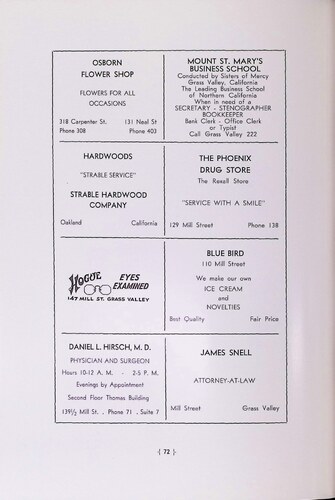 OSBORN
FLOWER SHOP
FLOWERS FOR ALL
OCCASIONS
318 Carpenter St. 131 Neal St
Phone 308 Phone 403
MOUNT ST. MARY'S
BUSINESS SCHOOL
Conducted by Sisters of Mercy
Grass Valley, California
The Leading Business School
of Northern California
When in need of a
SECRETARY - STENOGRAPHER
BOOKKEEPER
Bank Clerk - Office Clerk
or Typist
Call Grass Valley 222
HARDWOODS
"STRABLE SERVICE"
STRABLE HARDWOOD
COMPANY
Oakland California
THE PHOENIX
DRUG STORE
The Rexall Store
"SERVICE WITH A SMILE"
129 Mill Street Phone 138
HOGUE EYES
EXAMINED
147 MILL ST. GRASS VALLEY
BLUE BIRD
110 Mill Street
We make our own
ICE CREAM
and
NOVELTIES
Best Quality Fair Price
DANIEL L. HIRSCH, M. D.
PHYSICIAN AND SURGEON
Hours 10-12 A. M. - 2-5 P. M.
Evenings by Appointment
Second Floor Thomas Building
139½ Mill St. . Phone 71 . Suite 7
JAMES SNELL
ATTORNEY-AT-LAW
Mill Street Grass Valley
{ 72 }